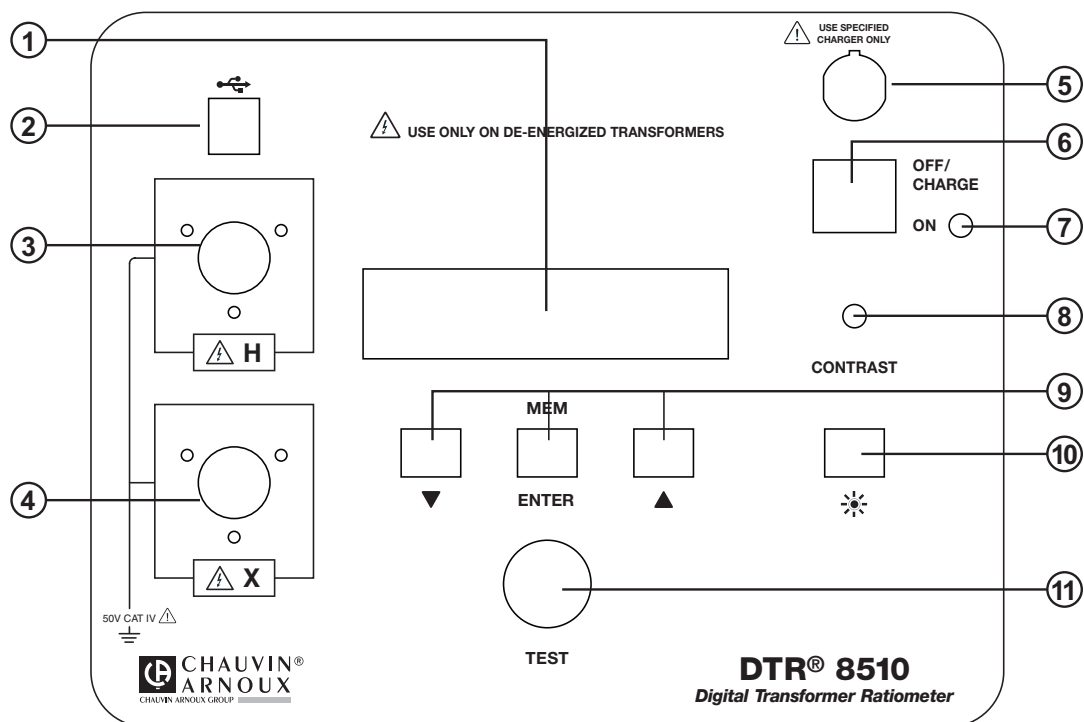 USE SPECIFIED
CHARGER ONLY
1
2
5
6
USE ONLY ON DE-ENERGIZED TRANSFORMERS
OFF/
CHARGE
ON
3
7
8
H
CONTRAST
MEM
9
10
4
▼
ENTER
▲
X
11
50V CAT IV
TEST
CHAUVIN®
ARNOUX
CHAUVIN ARNOUX GROUP
DTR® 8510
Digital Transformer Ratiometer